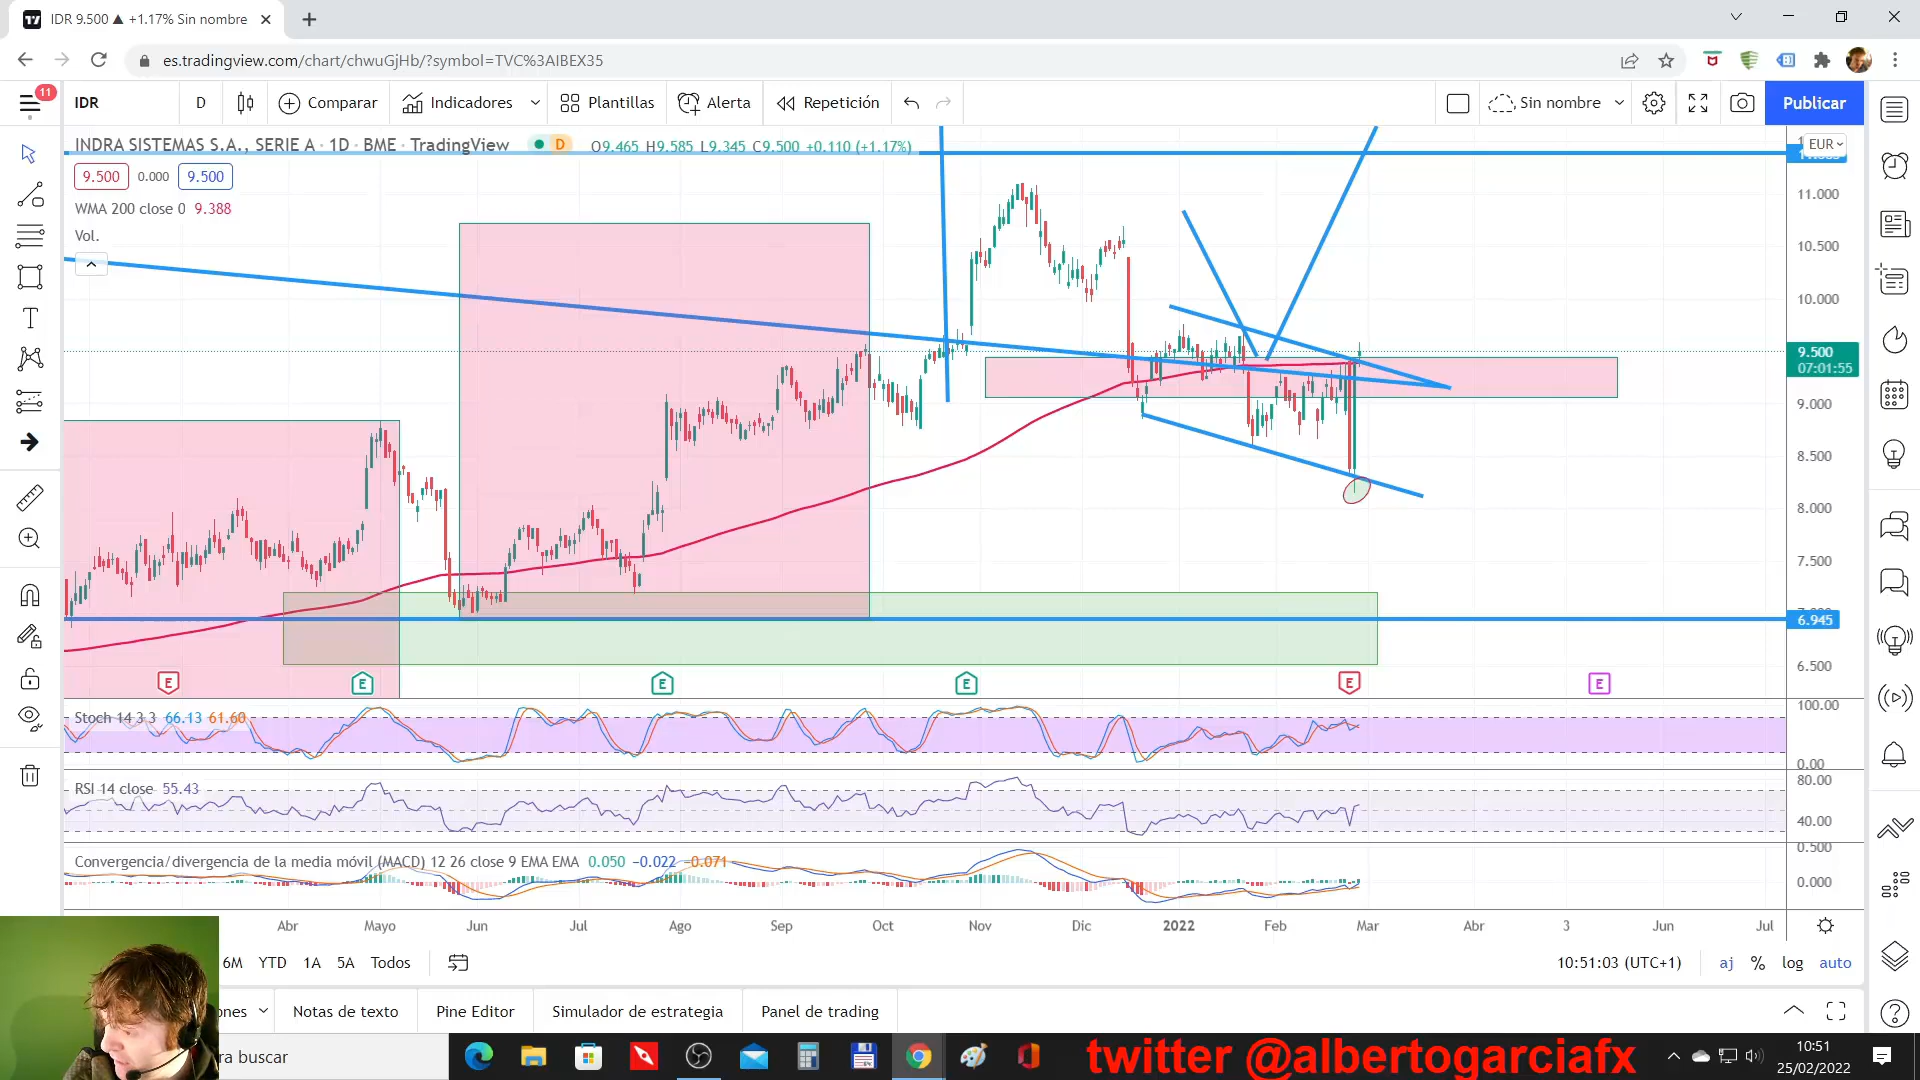 IDR 9.500 ▲ +1.17% Sin nombre
es.tradingview.com/chart/chwuGjHb/?symbol=TVC%3AIBEX35
11
IDR
D
Comparar
Indicadores
Plantillas
Alerta
Repetición
Sin nombre
Publicar
INDRA SISTEMAS S.A., SERIE A · 1D · BME · TradingView
D
O9.465 H9.585 L9.345 C9.500 +0.110 (+1.17%)
EUR
9.500
0.000
9.500
WMA 200 close 0 9.388
Vol.
11.000
10.500
10.000
9.500
07:01:55
9.000
8.500
8.000
7.500
6.945
6.500
E
E
E
E
E
E
Stoch 14 3 3 66.13 61.60
100.00
0.00
RSI 14 close 55.43
80.00
40.00
Convergencia/divergencia de la media móvil (MACD) 12 26 close 9 EMA EMA 0.050 −0.022 −0.071
0.500
0.000
Abr
Mayo
Jun
Jul
Ago
Sep
Oct
Nov
Dic
2022
Feb
Mar
Abr
3
Jun
Jul
6M
YTD
1A
5A
Todos
10:51:03 (UTC+1)
aj
%
log
auto
ones
Notas de texto
Pine Editor
Simulador de estrategia
Panel de trading
ra buscar
twitter @albertogarciafx
10:51
25/02/2022